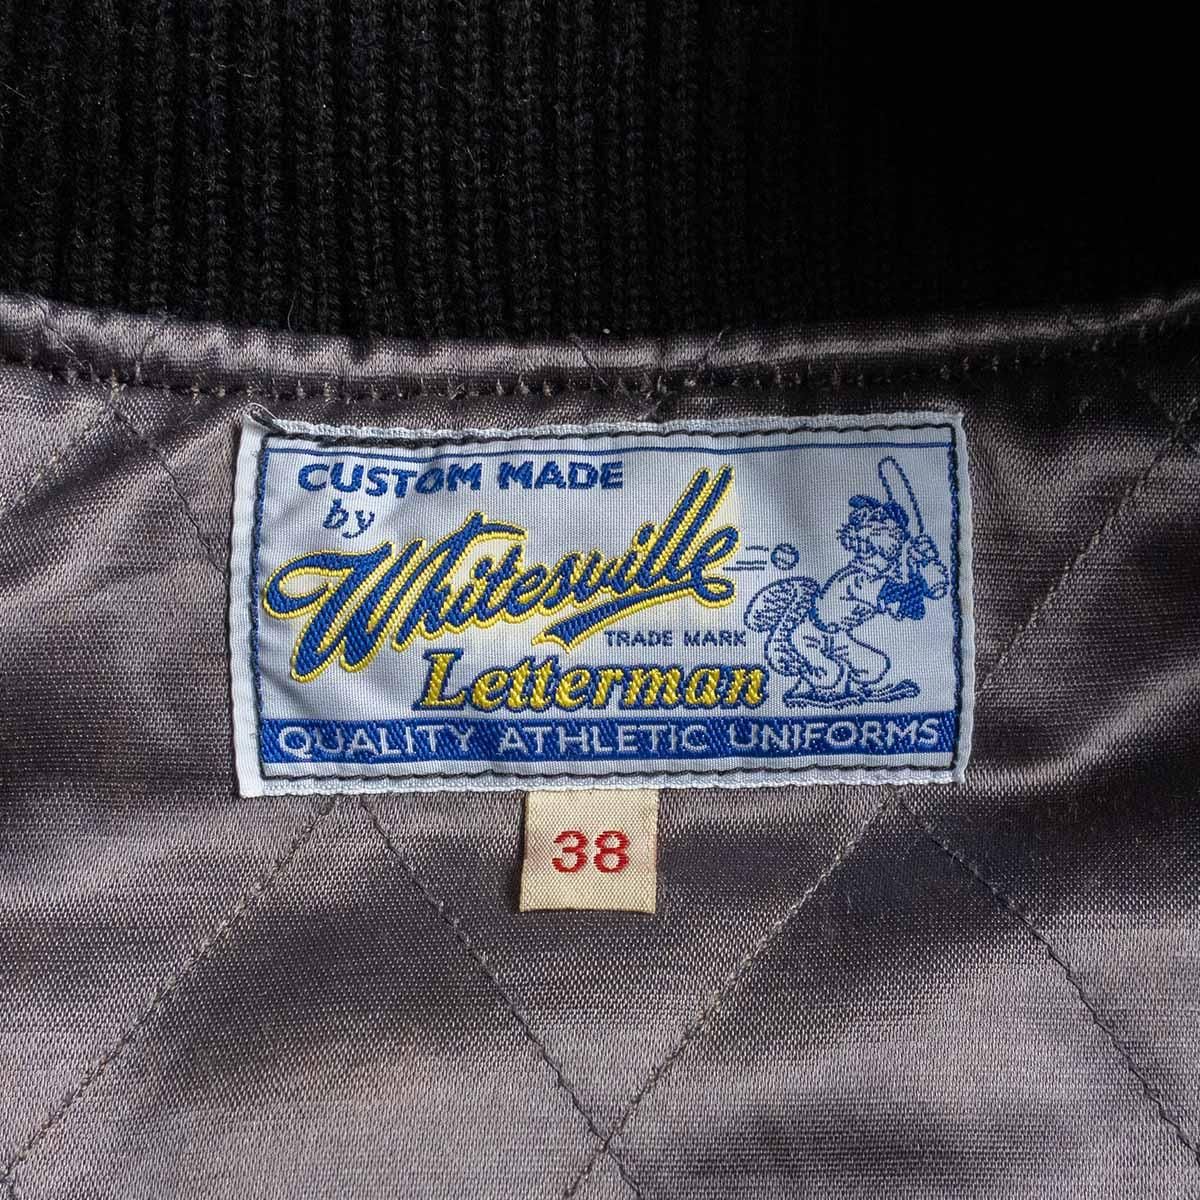 CUSTOM MADE
by
Whitesville
TRADE MARK
Letterman
QUALITY ATHLETIC UNIFORMS
38